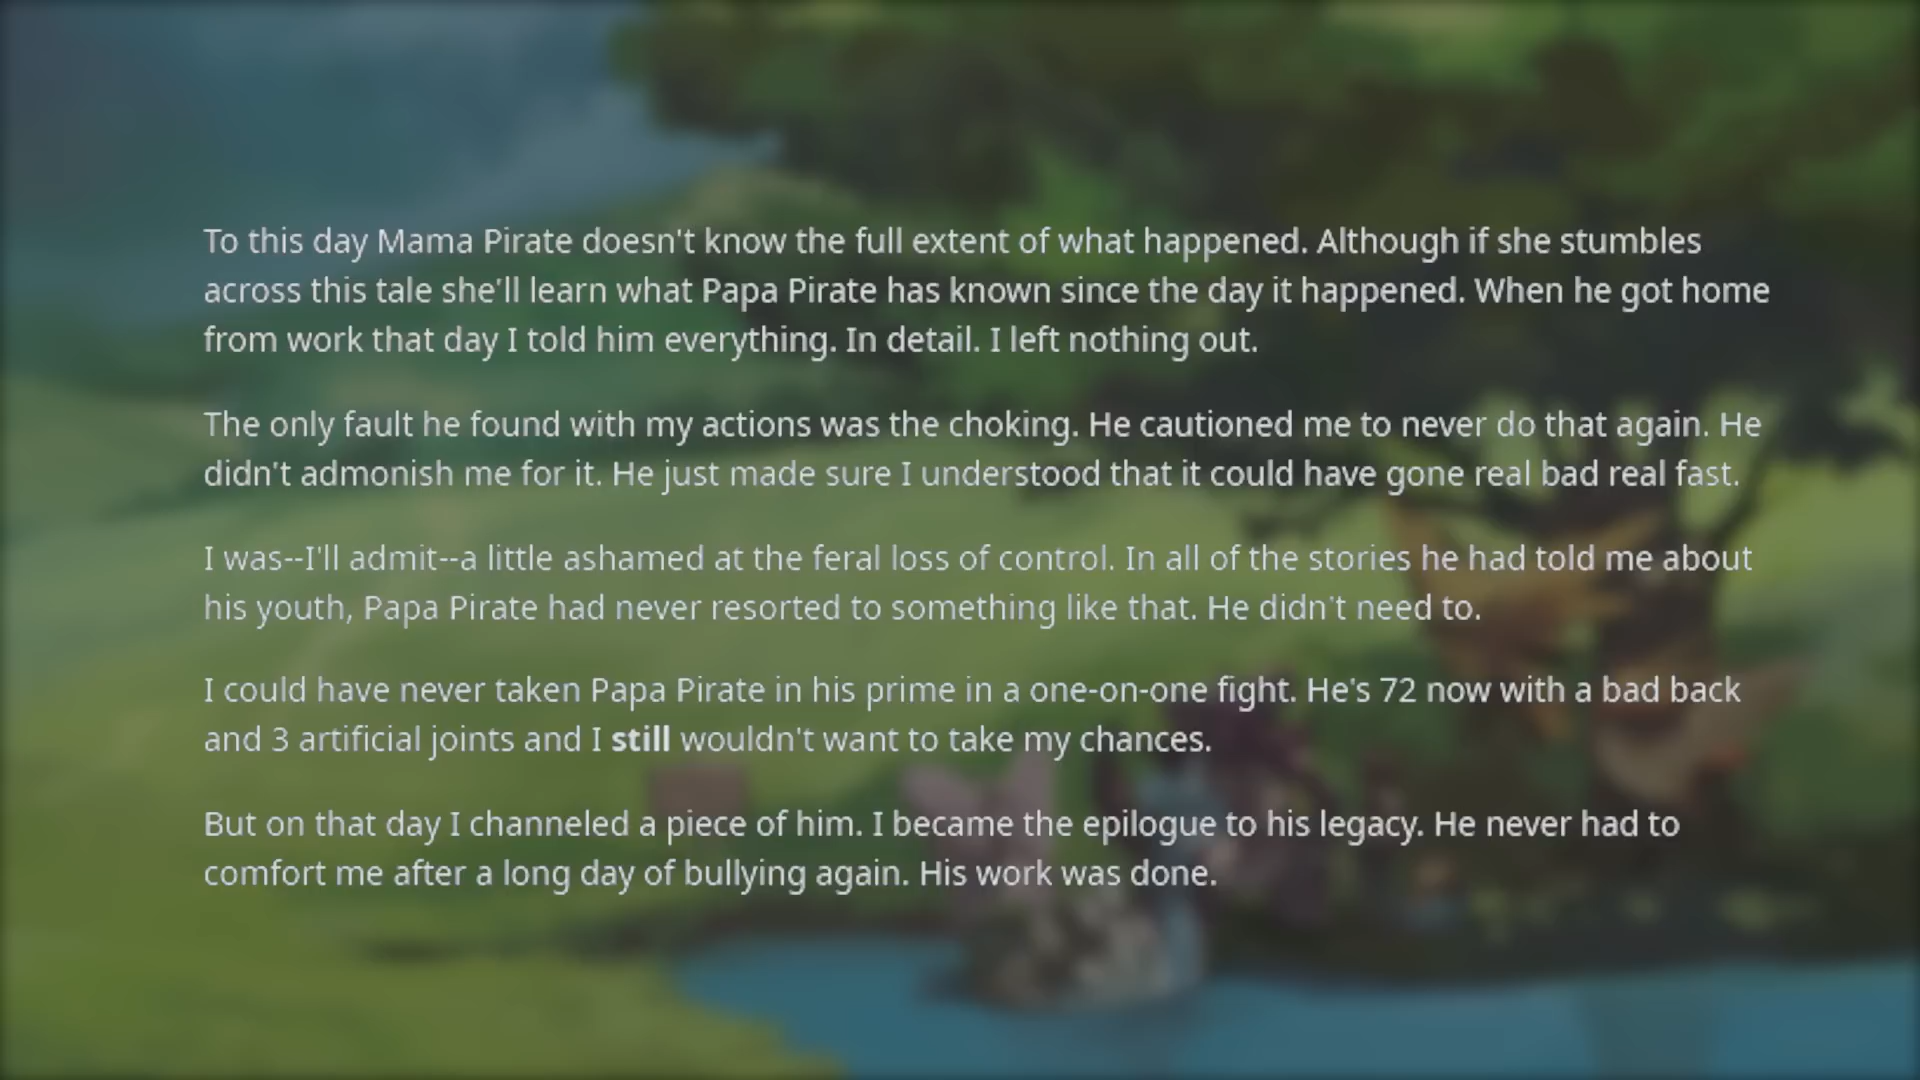 To this day Mama Pirate doesn't know the full extent of what happened. Although if she stumbles
across this tale she'll learn what Papa Pirate has known since the day it happened. When he got home
from work that day I told him everything. In detail. I left nothing out.
The only fault he found with my actions was the choking. He cautioned me to never do that again. He
didn't admonish me for it. He just made sure I understood that it could have gone real bad real fast.
I was--I'll admit--a little ashamed at the feral loss of control. In all of the stories he had told me about
his youth, Papa Pirate had never resorted to something like that. He didn't need to.
I could have never taken Papa Pirate in his prime in a one-on-one fight. He's 72 now with a bad back
and 3 artificial joints and I still wouldn't want to take my chances.
But on that day I channeled a piece of him. I became the epilogue to his legacy. He never had to
comfort me after a long day of bullying again. His work was done.